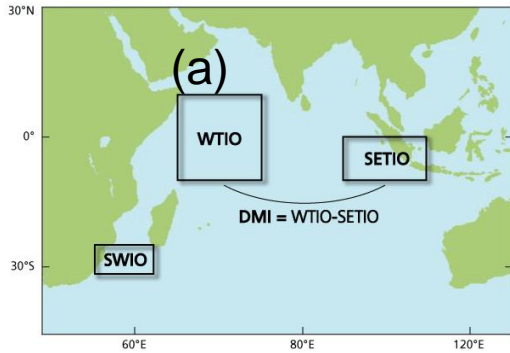 30°N
(a)
WTIO
0°
SETIO
DMI = WTIO-SETIO
SWIO
30°S
60°E
80°E
120°E